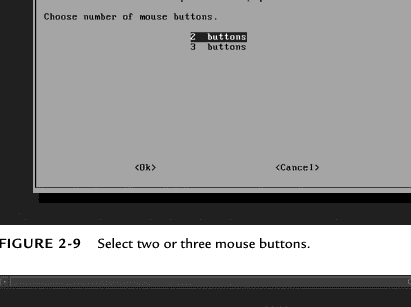 Choose number of mouse buttons.
2 buttons
3 buttons
<Ok>
<Cancel>
FIGURE 2-9 Select two or three mouse buttons.